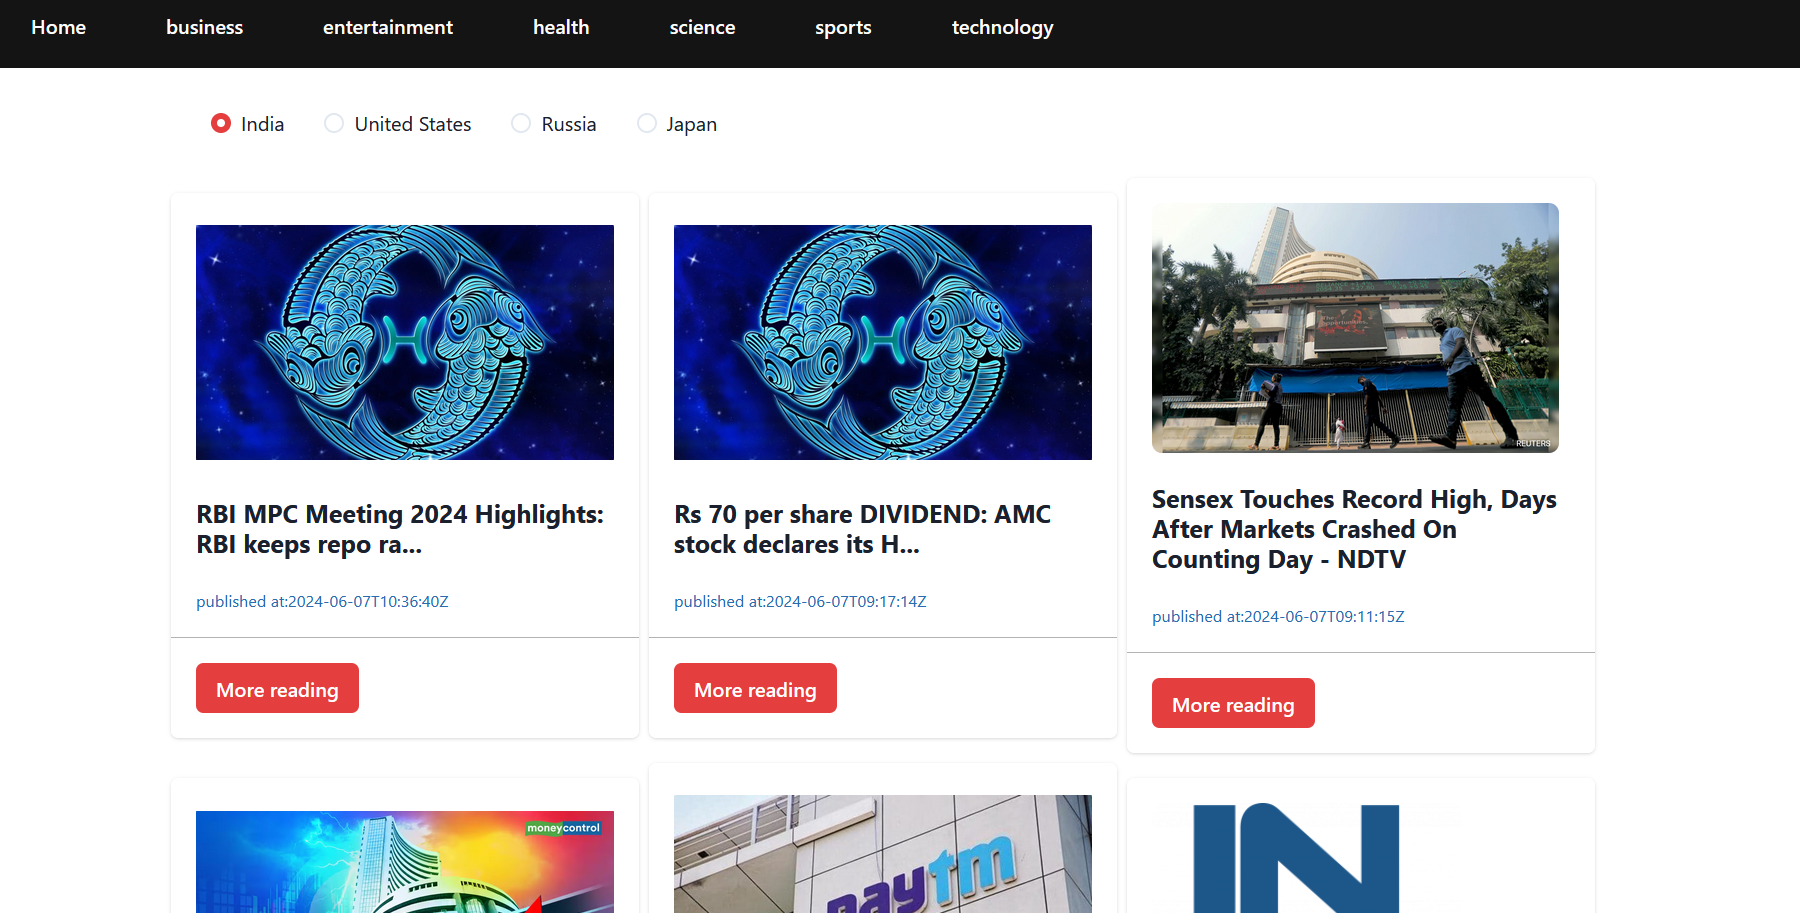 Home business entertainment health science sports technology
India United States Russia Japan
REUTERS
RBI MPC Meeting 2024 Highlights:
RBI keeps repo ra...
published at:2024-06-07T10:36:40Z
More reading
Rs 70 per share DIVIDEND: AMC
stock declares its H...
published at:2024-06-07T09:17:14Z
More reading
Sensex Touches Record High, Days
After Markets Crashed On
Counting Day - NDTV
published at:2024-06-07T09:11:15Z
More reading
moneycontrol
paytm
IN